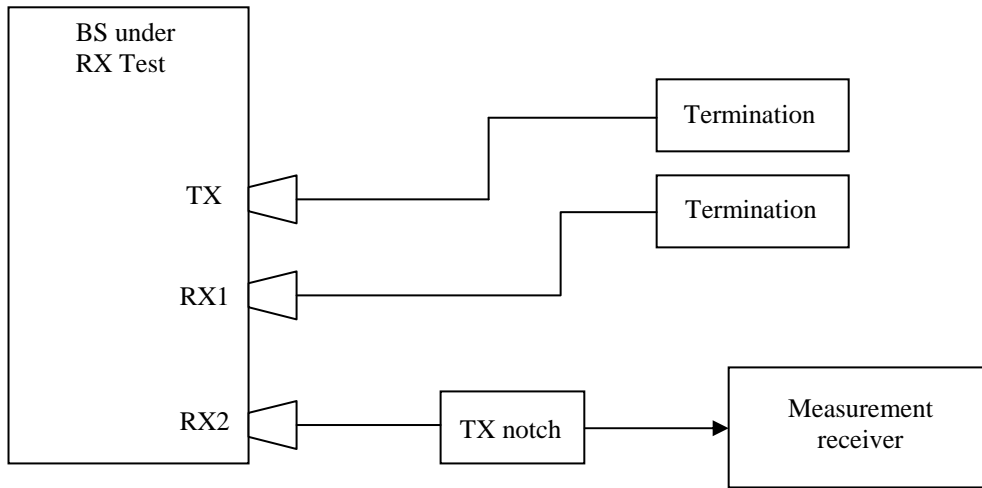 BS under
RX Test
Termination
TX
Termination
RX1
RX2
TX notch
Measurement
receiver